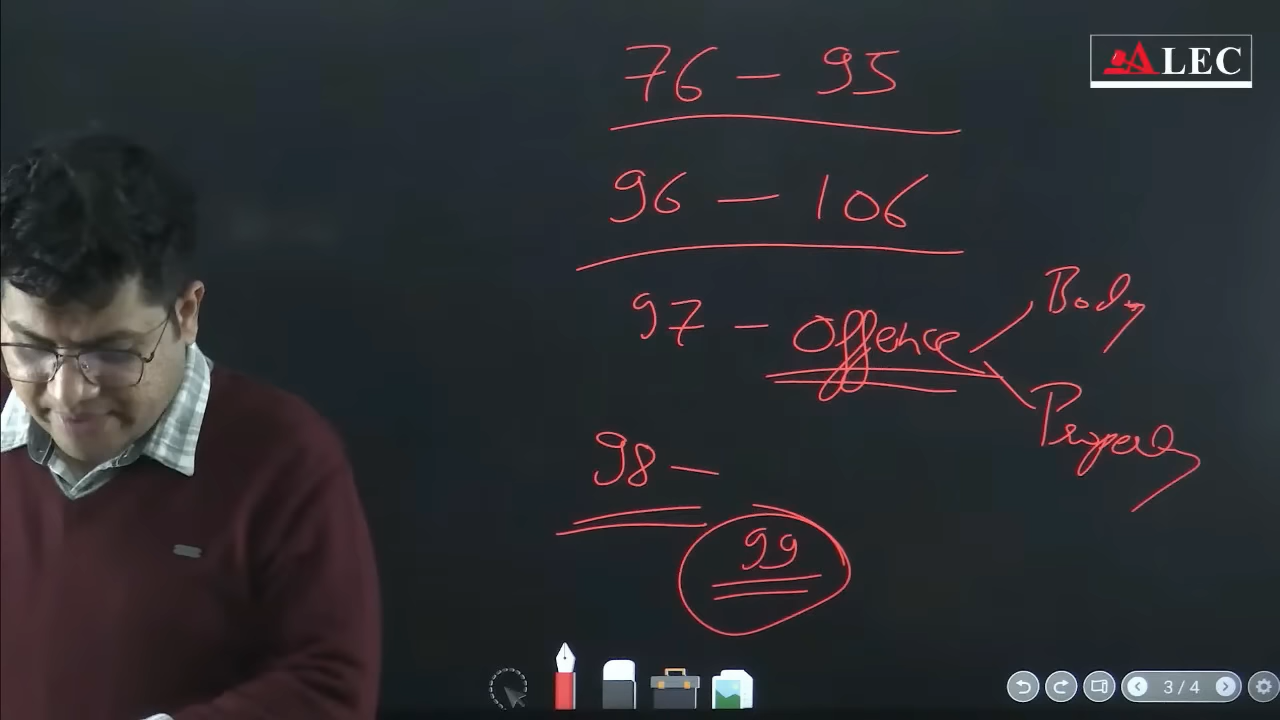 ALEC
76 - 95
96 - 106
97 - Offence
Body
Property
98 -
99
3/4